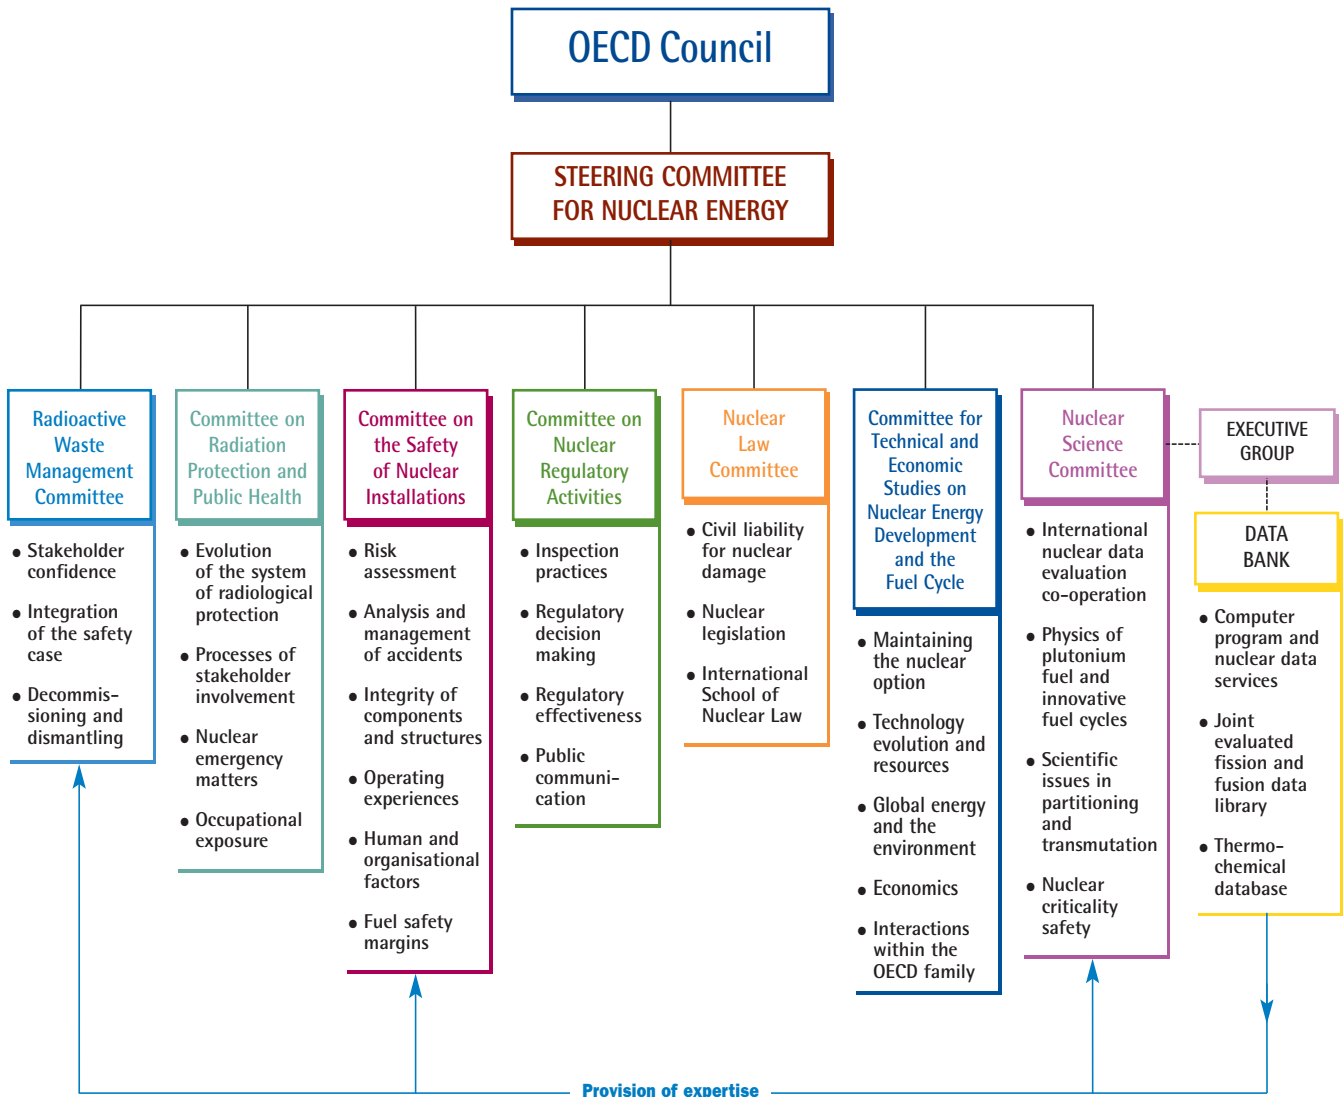 OECD Council
STEERING COMMITTEE
FOR NUCLEAR ENERGY
Radioactive
Waste
Management
Committee
• Stakeholder
confidence
• Integration
of the safety
case
• Decommis-
sioning and
dismantling
Committee on
Radiation
Protection and
Public Health
• Evolution
of the system
of radiological
protection
• Processes of
stakeholder
involvement
• Nuclear
emergency
matters
• Occupational
exposure
Committee on
the Safety
of Nuclear
Installations
• Risk
assessment
• Analysis and
management
of accidents
• Integrity of
components
and structures
• Operating
experiences
• Human and
organisational
factors
• Fuel safety
margins
Committee on
Nuclear
Regulatory
Activities
• Inspection
practices
• Regulatory
decision
making
• Regulatory
effectiveness
• Public
communi-
cation
Nuclear
Law
Committee
• Civil liability
for nuclear
damage
• Nuclear
legislation
• International
School of
Nuclear Law
Committee for
Technical and
Economic
Studies on
Nuclear Energy
Development
and the
Fuel Cycle
• Maintaining
the nuclear
option
• Technology
evolution and
resources
• Global energy
and the
environment
• Economics
• Interactions
within the
OECD family
Nuclear
Science
Committee
• International
nuclear data
evaluation
co-operation
• Physics of
plutonium
fuel and
innovative
fuel cycles
• Scientific
issues in
partitioning
and
transmutation
• Nuclear
criticality
safety
EXECUTIVE
GROUP
DATA
BANK
• Computer
program and
nuclear data
services
• Joint
evaluated
fission and
fusion data
library
• Thermo-
chemical
database
Provision of expertise